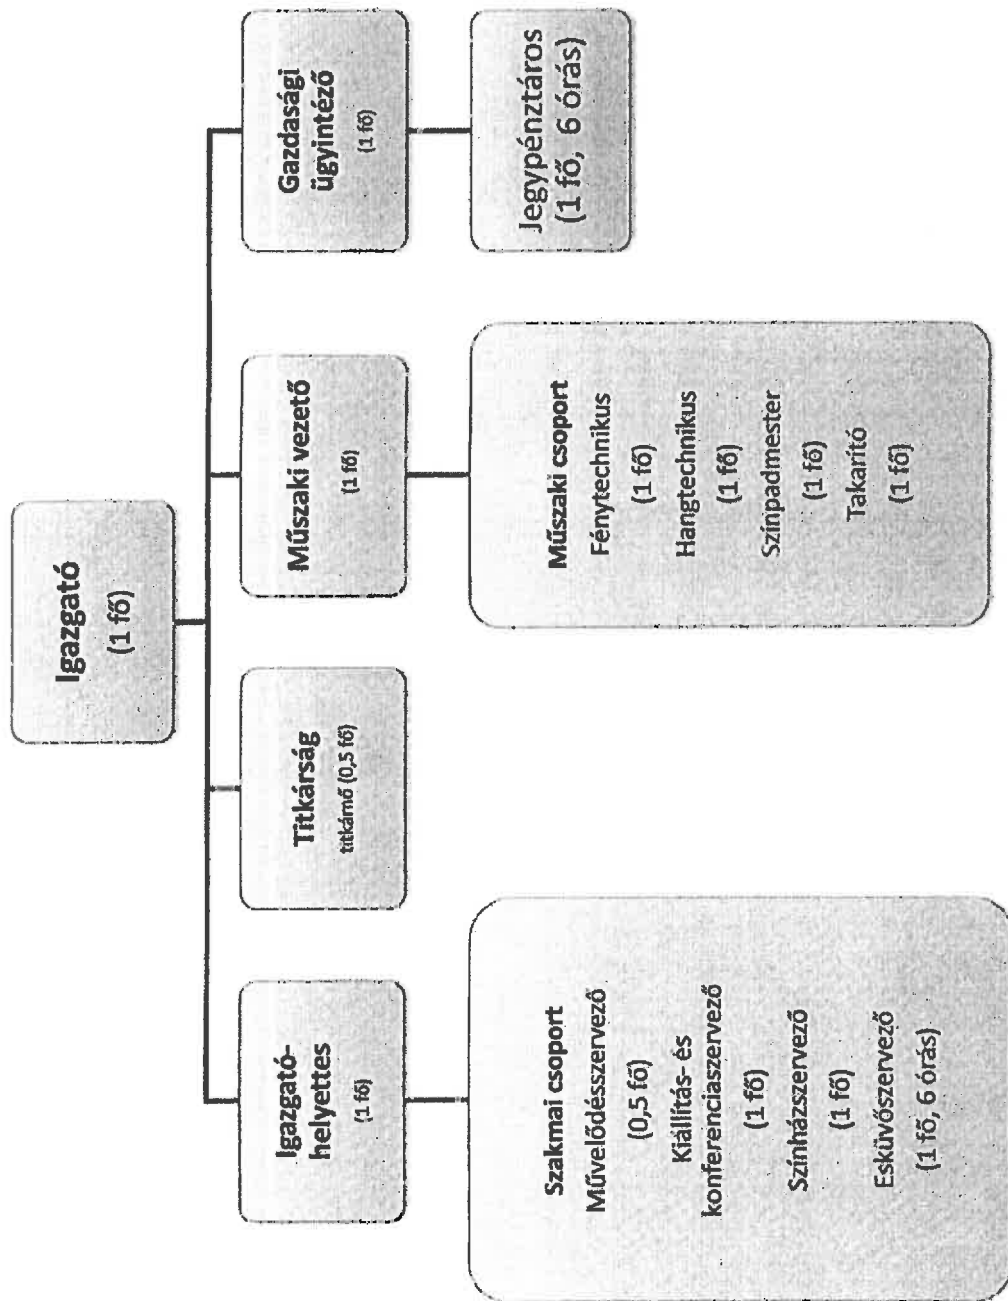 Igazgató
(1 fő)
Igazgató-
helyettes
(1 fő)
Titkárság
titkárnő (0,5 fő)
Műszaki vezető
(1 fő)
Gazdasági
ügyintéző
(1 fő)
Szakmai csoport
Művelődésszervező
(0,5 fő)
Kiállítás- és
konferenciaszervező
(1 fő)
Színházszervező
(1 fő)
Esküvőszervező
(1 fő, 6 órás)
Műszaki csoport
Fénytechnikus
(1 fő)
Hangtechnikus
(1 fő)
Színpadmester
(1 fő)
Takarító
(1 fő)
Jegypénztáros
(1 fő, 6 órás)